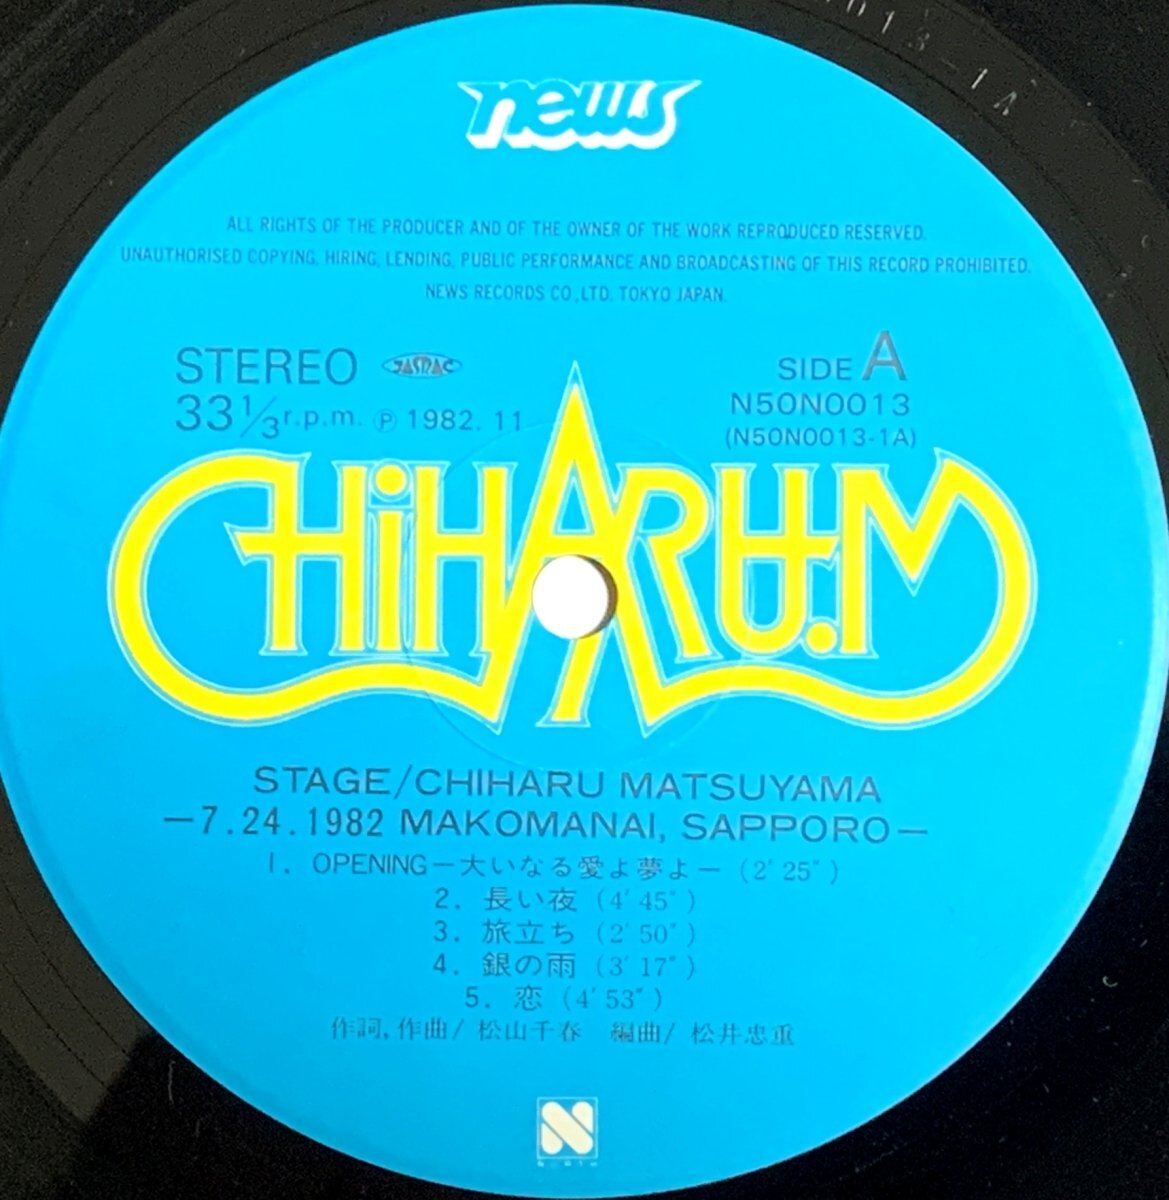 013-1A
news
ALL RIGHTS OF THE PRODUCER AND OF THE OWNER OF THE WORK REPRODUCED RESERVED.
UNAUTHORISED COPYING, HIRING, LENDING, PUBLIC PERFORMANCE AND BROADCASTING OF THIS RECORD PROHIBITED.
NEWS RECORDS CO.,LTD. TOKYO JAPAN.
STEREO JASRAC SIDE A
33 1/3 r.p.m. Ⓟ 1982. 11 N50N0013
(N50N0013-1A)
CHiHARU.M
STAGE/CHIHARU MATSUYAMA
—7.24.1982 MAKOMANAI, SAPPORO—
1. OPENING—大いなる愛よ夢よ— (2′25″)
2. 長い夜 (4′45″)
3. 旅立ち (2′50″)
4. 銀の雨 (3′17″)
5. 恋 (4′53″)
作詞, 作曲/ 松山千春 編曲/ 松井忠重
N
NORTH